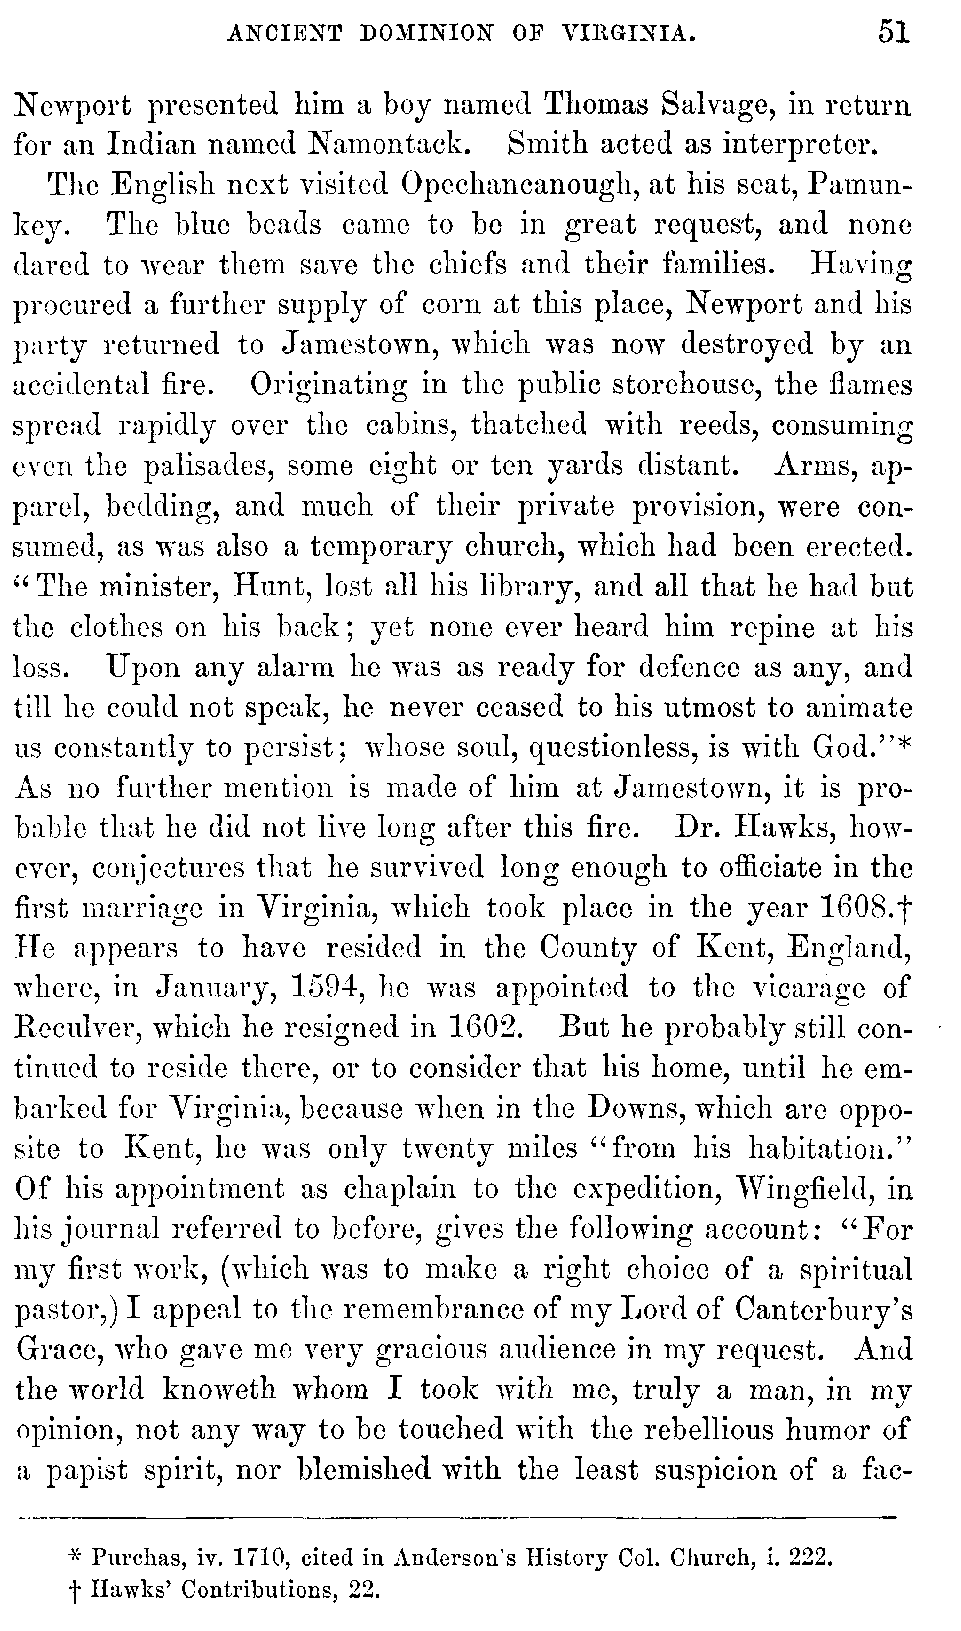 ANCIENT DOMINION OF VIRGINIA. 51
Newport presented him a boy named Thomas Salvage, in return
for an Indian named Namontack. Smith acted as interpreter.
The English next visited Opechancanough, at his seat, Pamun-
key. The blue beads came to be in great request, and none
dared to wear them save the chiefs and their families. Having
procured a further supply of corn at this place, Newport and his
party returned to Jamestown, which was now destroyed by an
accidental fire. Originating in the public storehouse, the flames
spread rapidly over the cabins, thatched with reeds, consuming
even the palisades, some eight or ten yards distant. Arms, ap-
parel, bedding, and much of their private provision, were con-
sumed, as was also a temporary church, which had been erected.
"The minister, Hunt, lost all his library, and all that he had but
the clothes on his back; yet none ever heard him repine at his
loss. Upon any alarm he was as ready for defence as any, and
till he could not speak, he never ceased to his utmost to animate
us constantly to persist; whose soul, questionless, is with God."*
As no further mention is made of him at Jamestown, it is pro-
bable that he did not live long after this fire. Dr. Hawks, how-
ever, conjectures that he survived long enough to officiate in the
first marriage in Virginia, which took place in the year 1608.†
He appears to have resided in the County of Kent, England,
where, in January, 1594, he was appointed to the vicarage of
Reculver, which he resigned in 1602. But he probably still con-
tinued to reside there, or to consider that his home, until he em-
barked for Virginia, because when in the Downs, which are oppo-
site to Kent, he was only twenty miles "from his habitation."
Of his appointment as chaplain to the expedition, Wingfield, in
his journal referred to before, gives the following account: "For
my first work, (which was to make a right choice of a spiritual
pastor,) I appeal to the remembrance of my Lord of Canterbury's
Grace, who gave me very gracious audience in my request. And
the world knoweth whom I took with me, truly a man, in my
opinion, not any way to be touched with the rebellious humor of
a papist spirit, nor blemished with the least suspicion of a fac-
* Purchas, iv. 1710, cited in Anderson's History Col. Church, i. 222.
† Hawks' Contributions, 22.